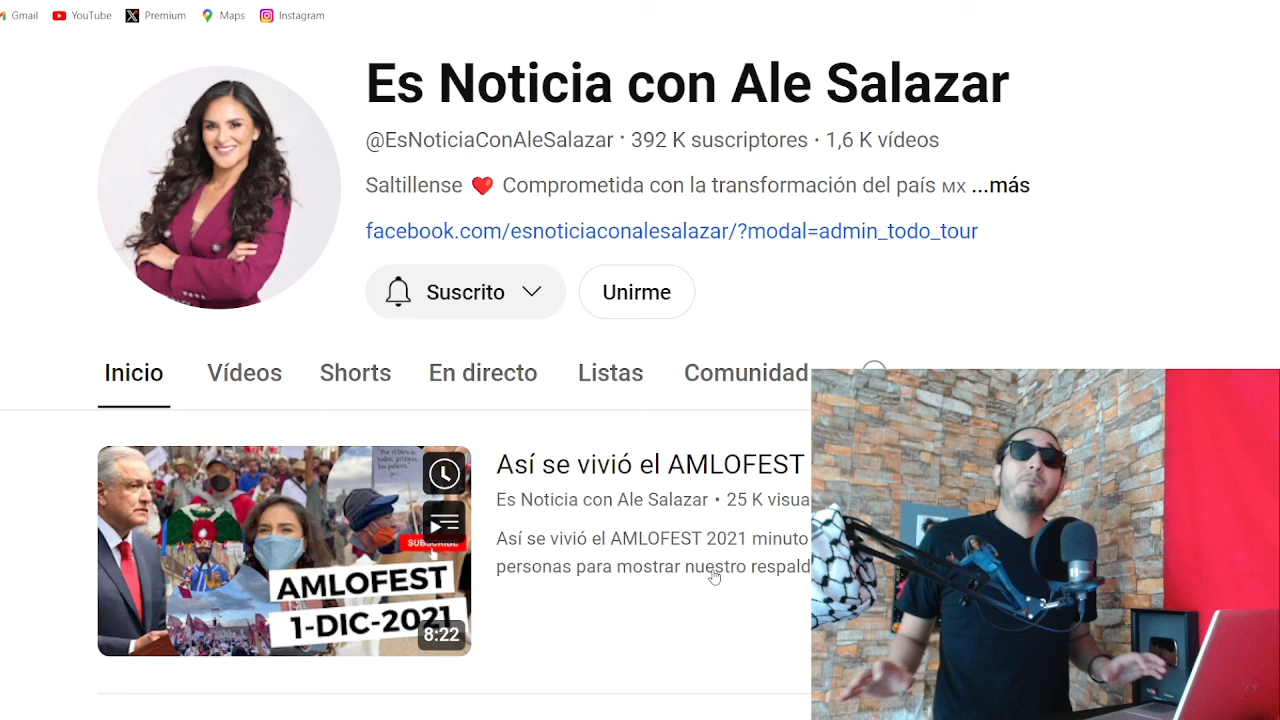 Gmail YouTube Premium Maps Instagram
Es Noticia con Ale Salazar
@EsNoticiaConAleSalazar · 392 K suscriptores · 1,6 K vídeos
Saltillense ❤️ Comprometida con la transformación del país MX ...más
facebook.com/esnoticiaconalesalazar/?modal=admin_todo_tour
Suscrito Unirme
Inicio Vídeos Shorts En directo Listas Comunidad
Así se vivió el AMLOFEST
Es Noticia con Ale Salazar • 25 K visua
Así se vivió el AMLOFEST 2021 minuto
personas para mostrar nuestro respald
SUBSCRIBE
AMLOFEST
1-DIC-2021
8:22